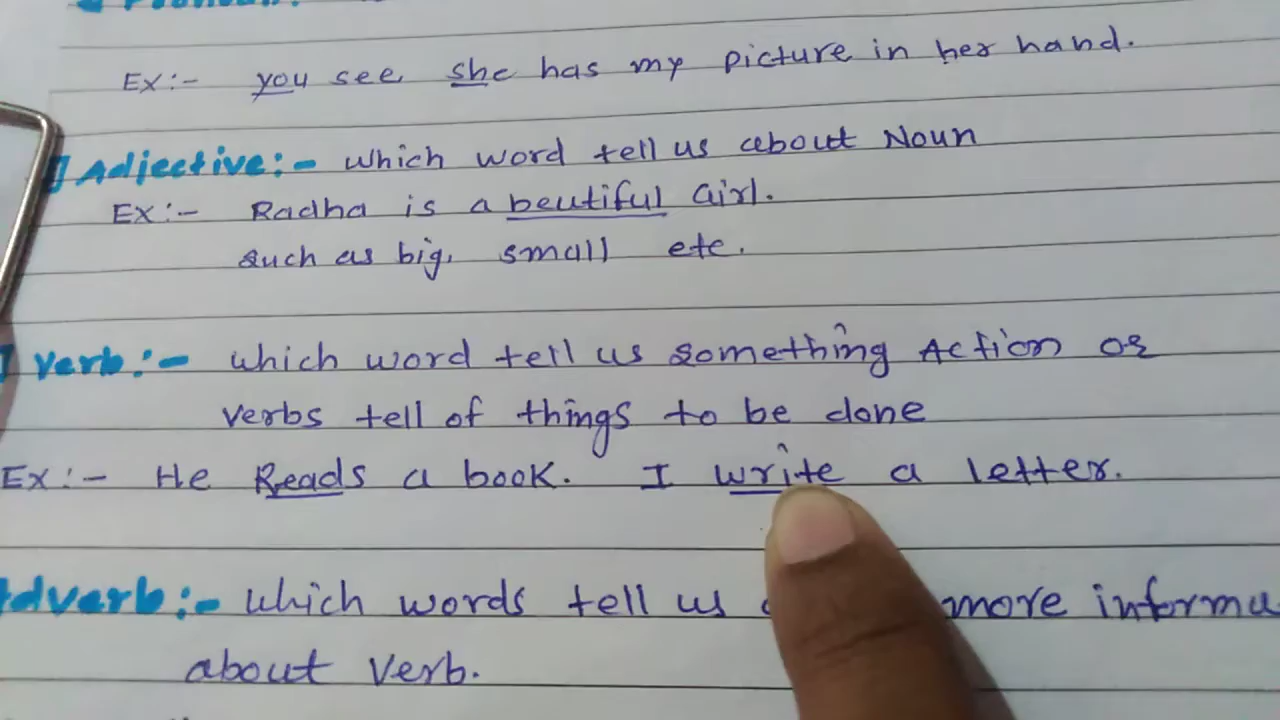 Ex:- you see she has my picture in her hand.
Adjective:- which word tell us about Noun
Ex:- Radha is a beutiful Girl.
such as big, small etc.
Verb:- which word tell us something Action or
verbs tell of things to be done
Ex:- He Reads a book. I write a letter.
Adverb:- which words tell us more informa
about verb.